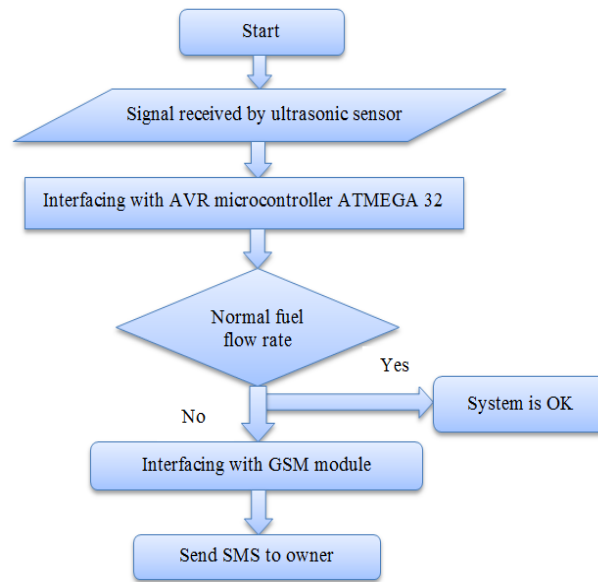 Start
Signal received by ultrasonic sensor
Interfacing with AVR microcontroller ATMEGA 32
Normal fuel
flow rate
Yes
System is OK
No
Interfacing with GSM module
Send SMS to owner